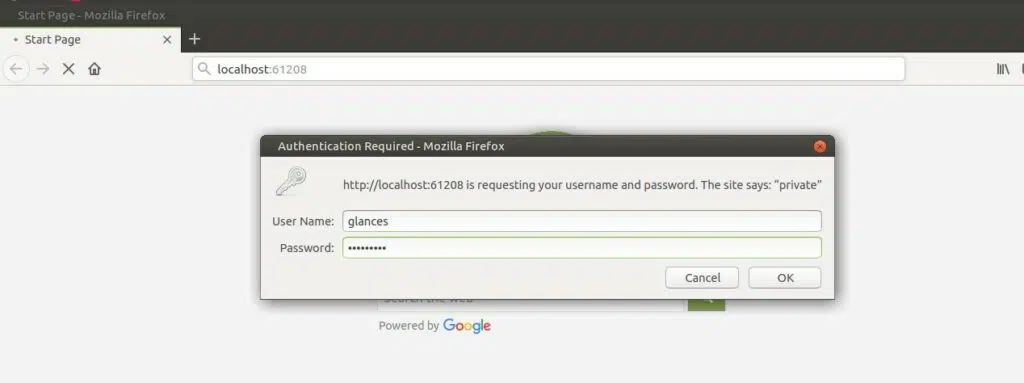 Start Page - Mozilla Firefox
Start Page
localhost:61208
Authentication Required - Mozilla Firefox
http://localhost:61208 is requesting your username and password. The site says: “private”
User Name: glances
Password: •••••••••
Cancel OK
Search the web
Powered by Google